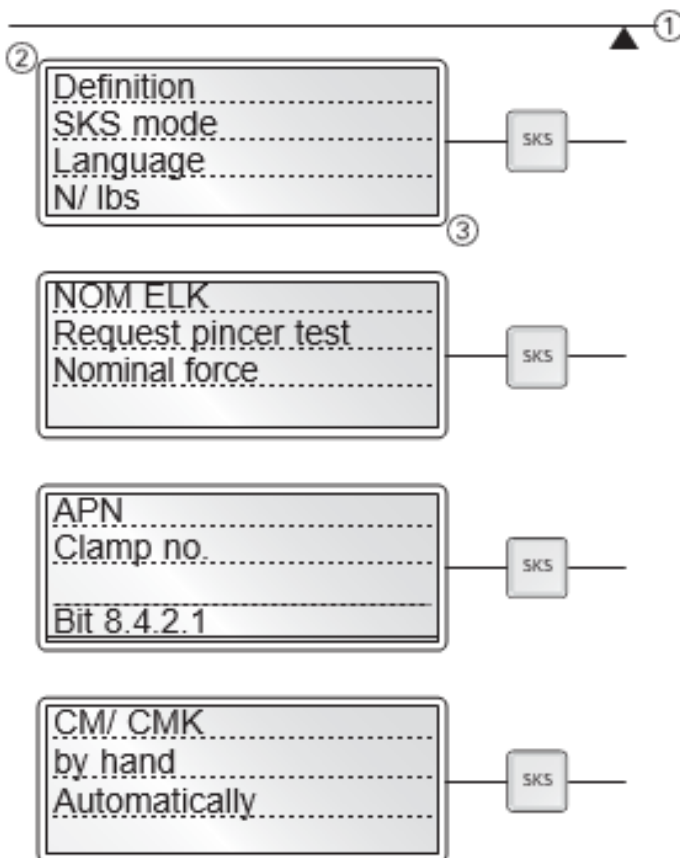 ①
②
Definition
SKS mode
SKS
Language
N/ lbs
③
NOM ELK
Request pincer test
SKS
Nominal force
APN
Clamp no.
SKS
Bit 8.4.2.1
CM/ CMK
by hand
SKS
Automatically